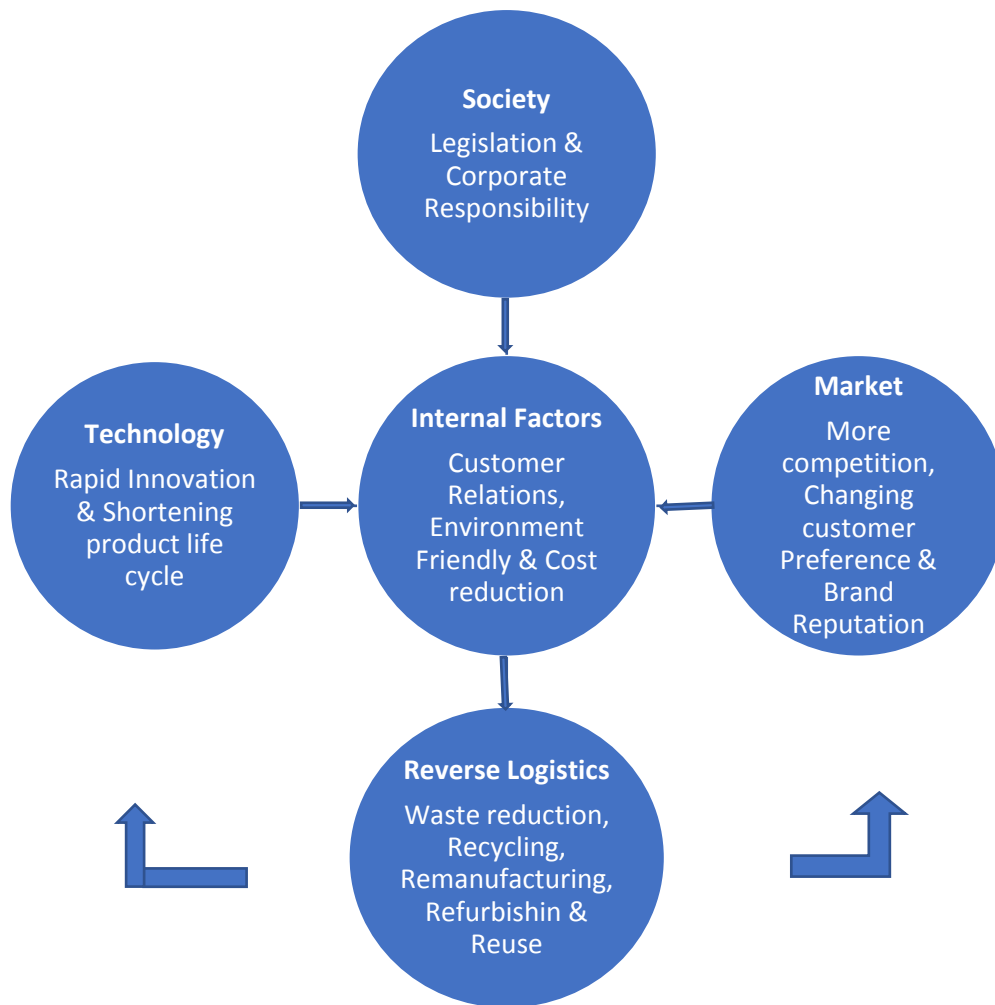 Society
Legislation &
Corporate
Responsibility
Technology
Rapid Innovation
& Shortening
product life
cycle
Internal Factors
Customer
Relations,
Environment
Friendly & Cost
reduction
Market
More
competition,
Changing
customer
Preference &
Brand
Reputation
Reverse Logistics
Waste reduction,
Recycling,
Remanufacturing,
Refurbishin &
Reuse